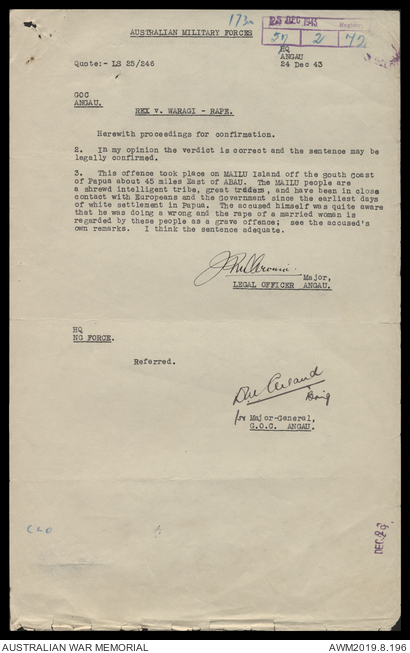 173a
25 DEC 1943
AUSTRALIAN MILITARY FORCES
57 2 72
Quote:- LS 25/246
HQ
ANGAU
24 Dec 43
GOC
ANGAU.
REX v. WARAGI - RAPE.
Herewith proceedings for confirmation.
2. In my opinion the verdict is correct and the sentence may be
legally confirmed.
3. This offence took place on MAILU Island off the south coast
of Papua about 45 miles East of ABAU. The MAILU people are
a shrewd intelligent tribe, great traders, and have been in close
contact with Europeans and the Government since the earliest days
of white settlement in Papua. The accused himself was quite aware
that he was doing a wrong and the rape of a married woman is
regarded by these people as a grave offence; see the accused's
own remarks. I think the sentence adequate.
Major,
LEGAL OFFICER ANGAU.
HQ
NG FORCE.
Referred.
Brig
for Major-General,
G.O.C. ANGAU.
CLO
DEC
AUSTRALIAN WAR MEMORIAL
AWM2019.8.196